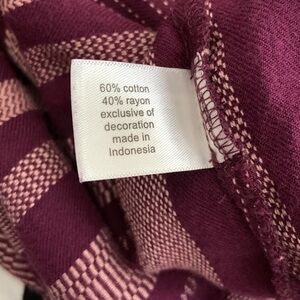 60% cotton
40% rayon
exclusive of
decoration
made in
Indonesia